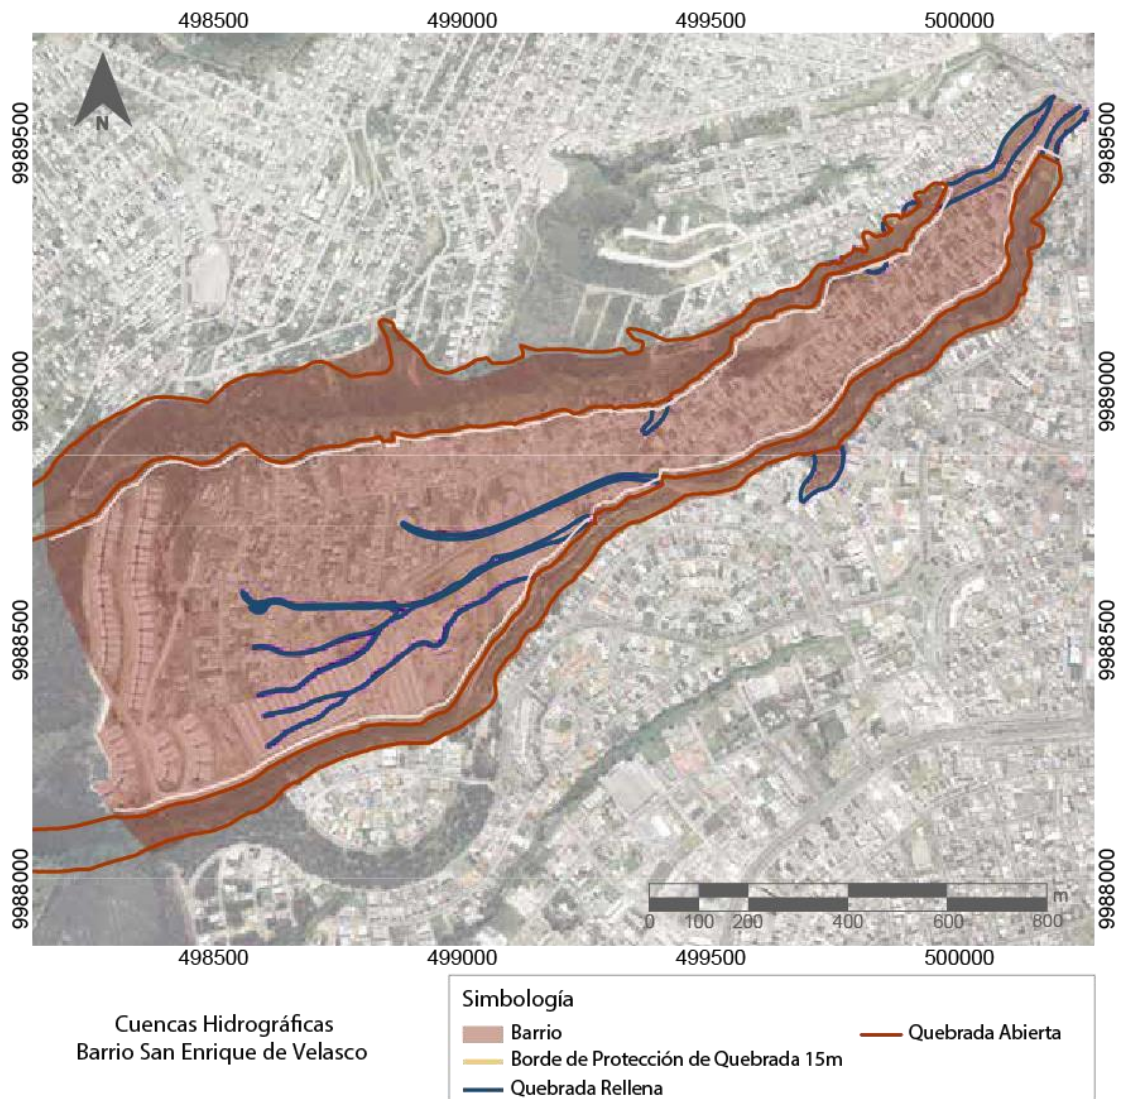 498500 499000 499500 500000
N
9989500 9989500
9989000 9989000
9988500 9988500
9988000 9988000
m
0 100 200 400 600 800
498500 499000 499500 500000
Cuencas Hidrográficas
Barrio San Enrique de Velasco
Simbología
Barrio
Quebrada Abierta
Borde de Protección de Quebrada 15m
Quebrada Rellena